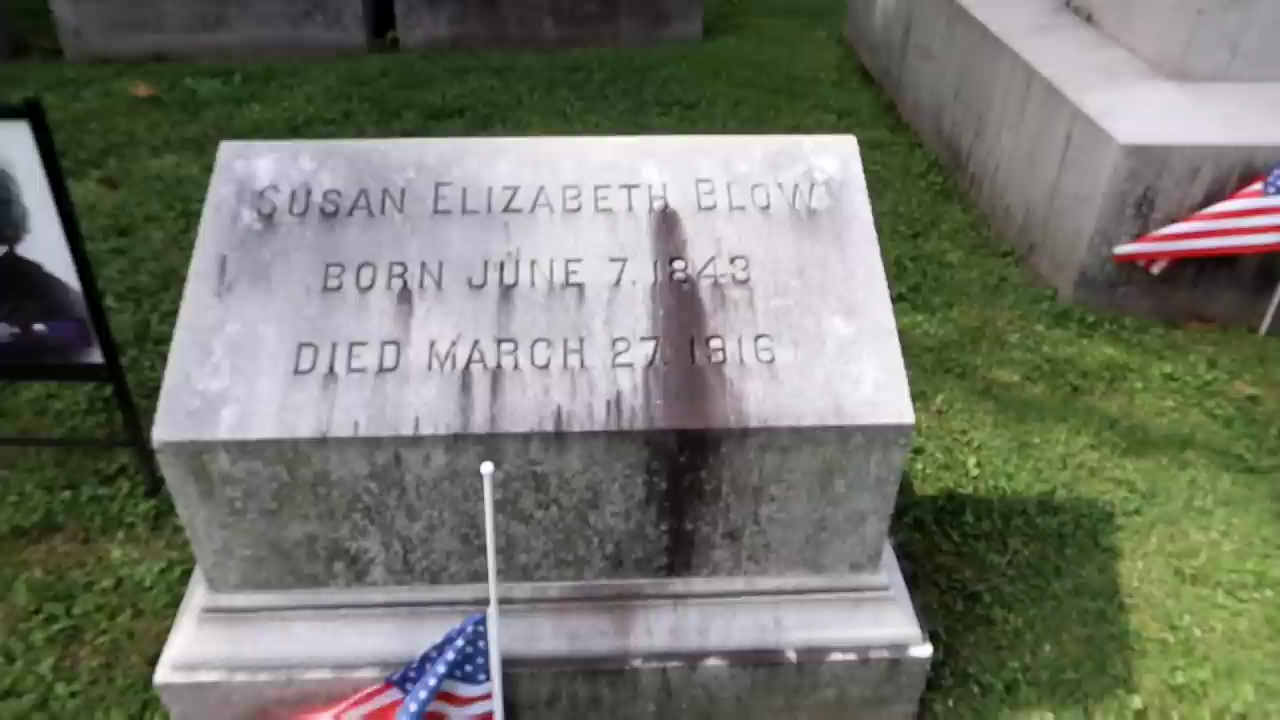 SUSAN ELIZABETH BLOW
BORN JUNE 7. 1843
DIED MARCH 27. 1916